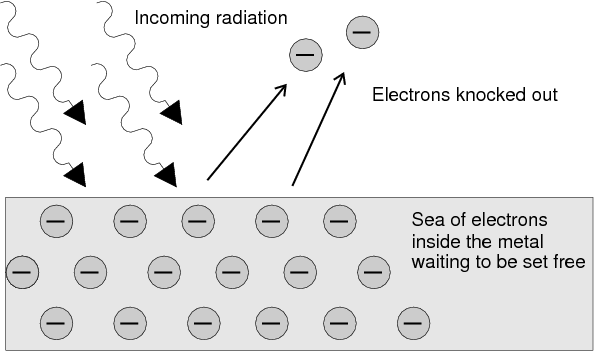 Incoming radiation
Electrons knocked out
Sea of electrons
inside the metal
waiting to be set free